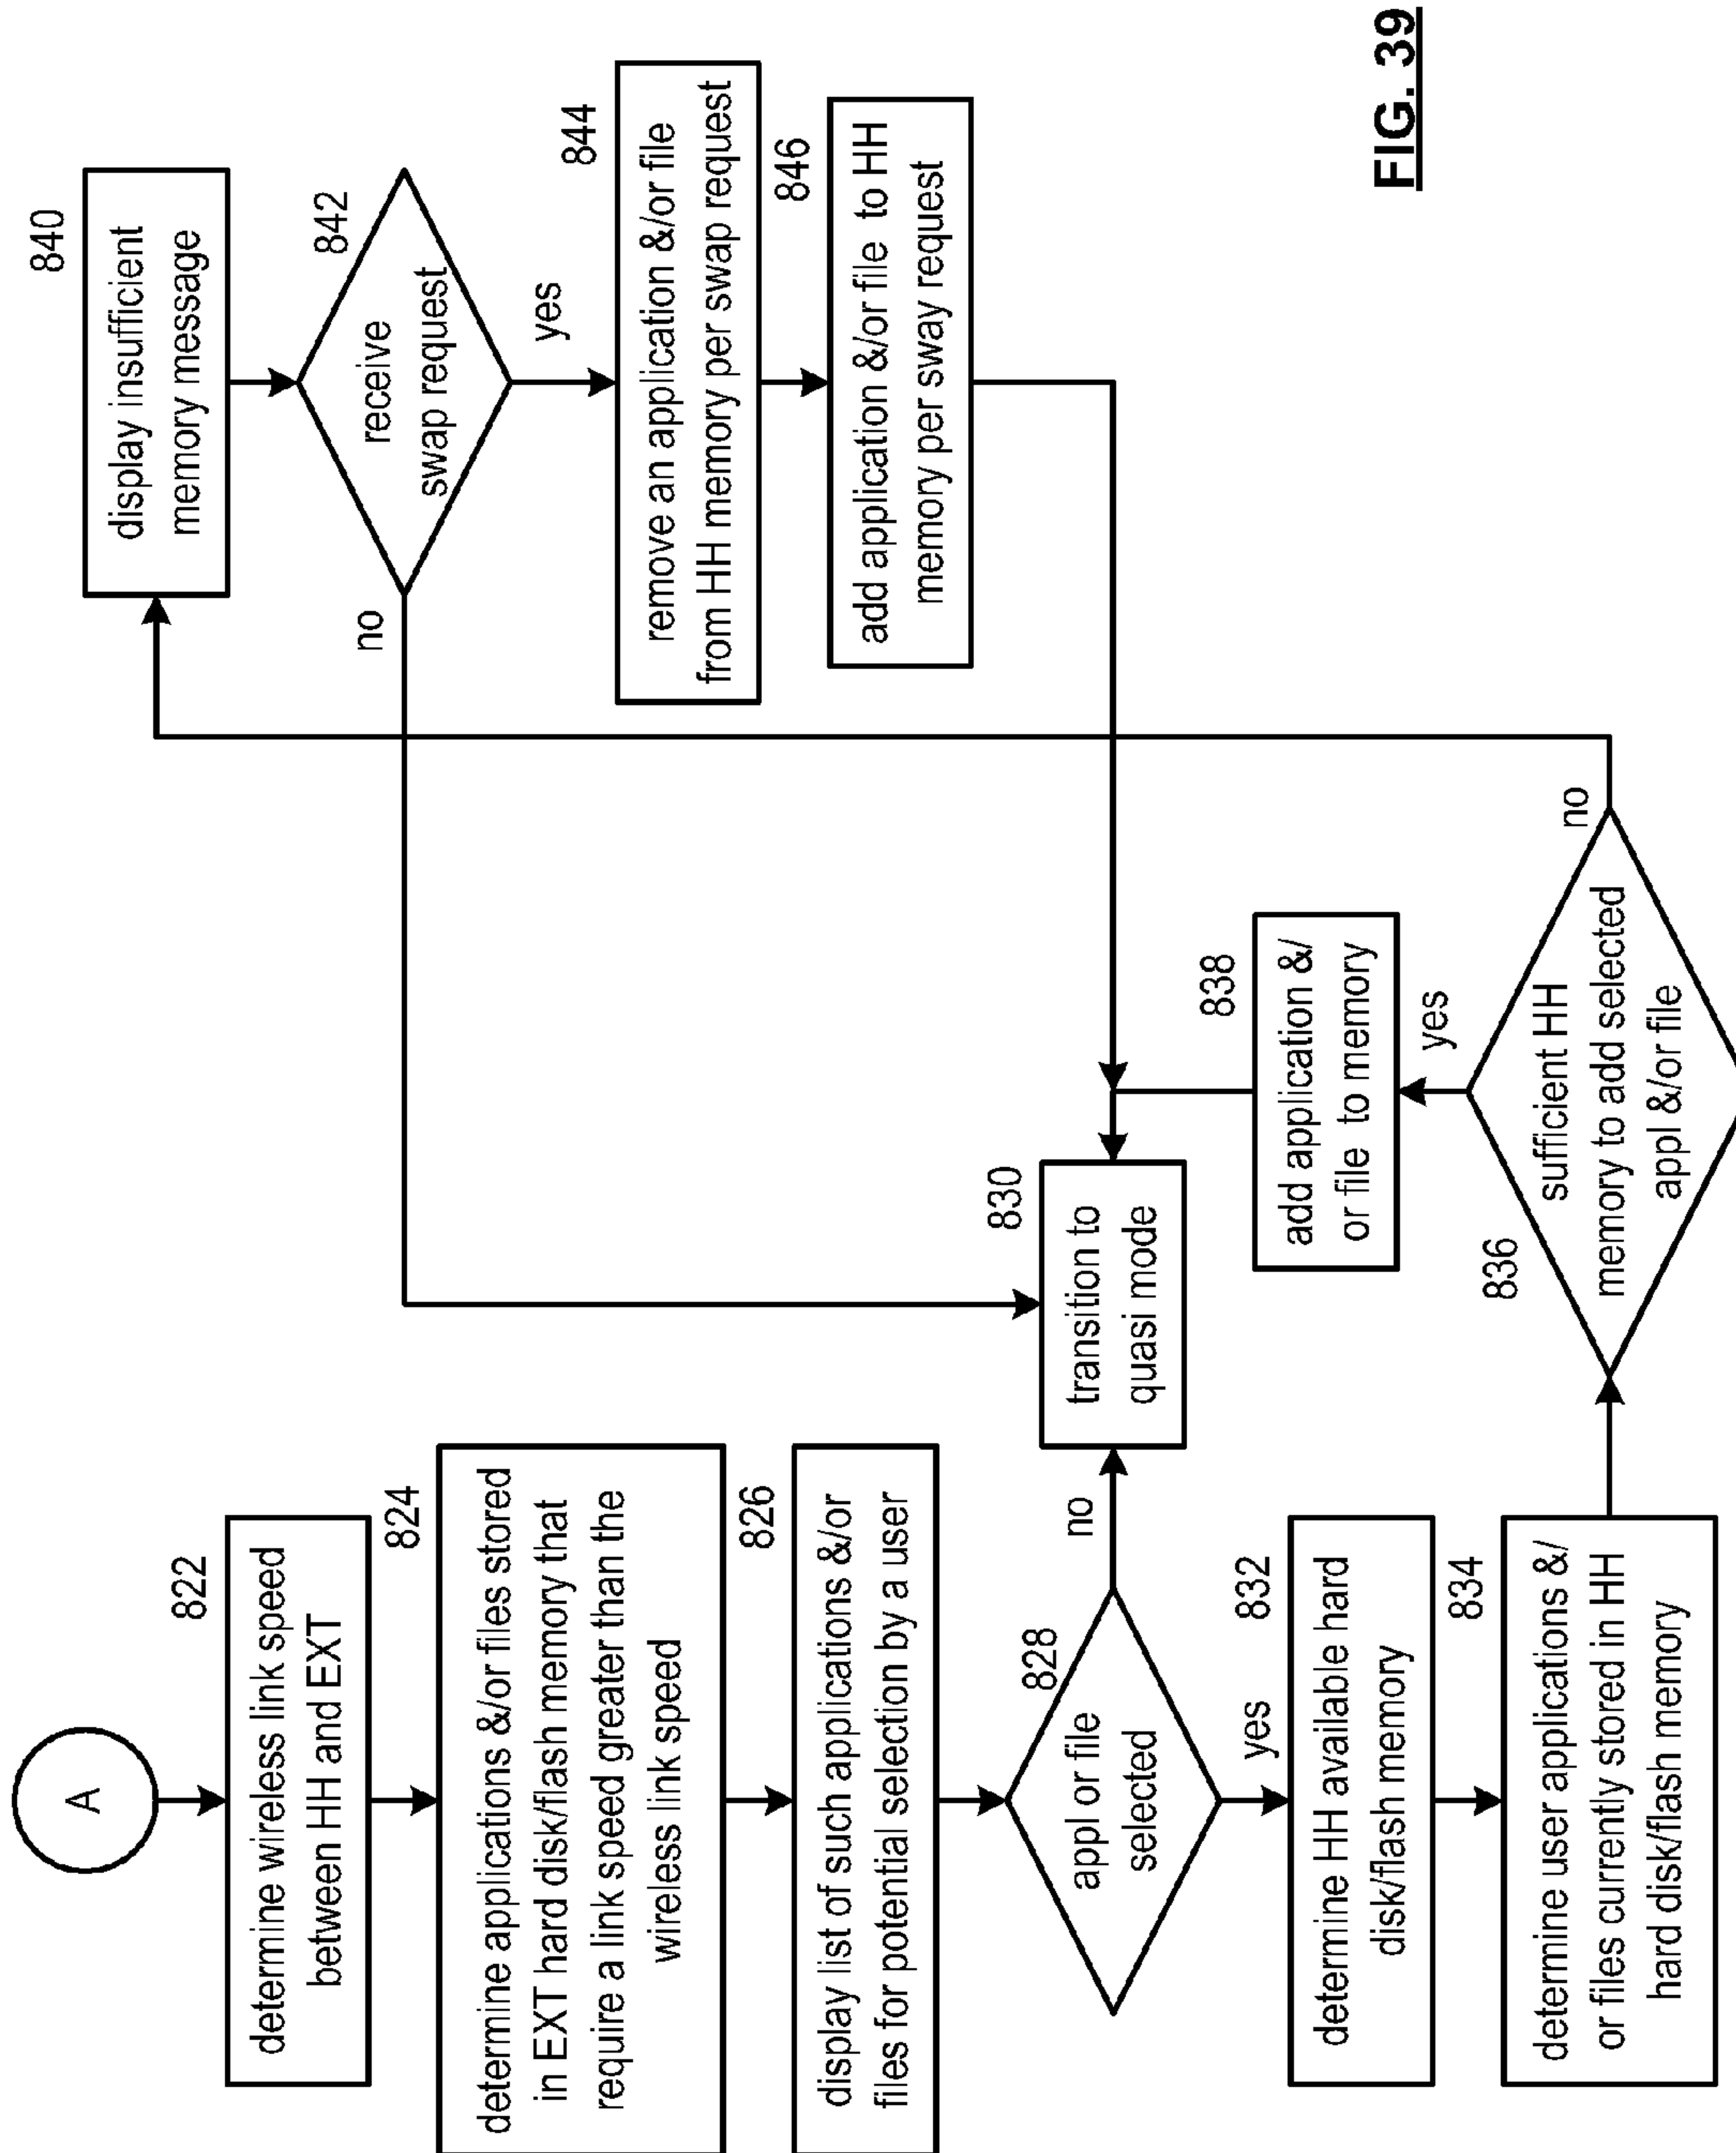 A
822
determine wireless link speed
between HH and EXT
824
determine applications &/or files stored
in EXT hard disk/flash memory that
require a link speed greater than the
wireless link speed
826
display list of such applications &/or
files for potential selection by a user
828
appl or file
selected
no
yes
830
transition to
quasi mode
832
determine HH available hard
disk/flash memory
834
determine user applications &/
or files currently stored in HH
hard disk/flash memory
836
sufficient HH
memory to add selected
appl &/or file
yes
no
838
add application &/
or file to memory
840
display insufficient
memory message
842
receive
swap request
no
yes
844
remove an application &/or file
from HH memory per swap request
846
add application &/or file to HH
memory per sway request
FIG. 39